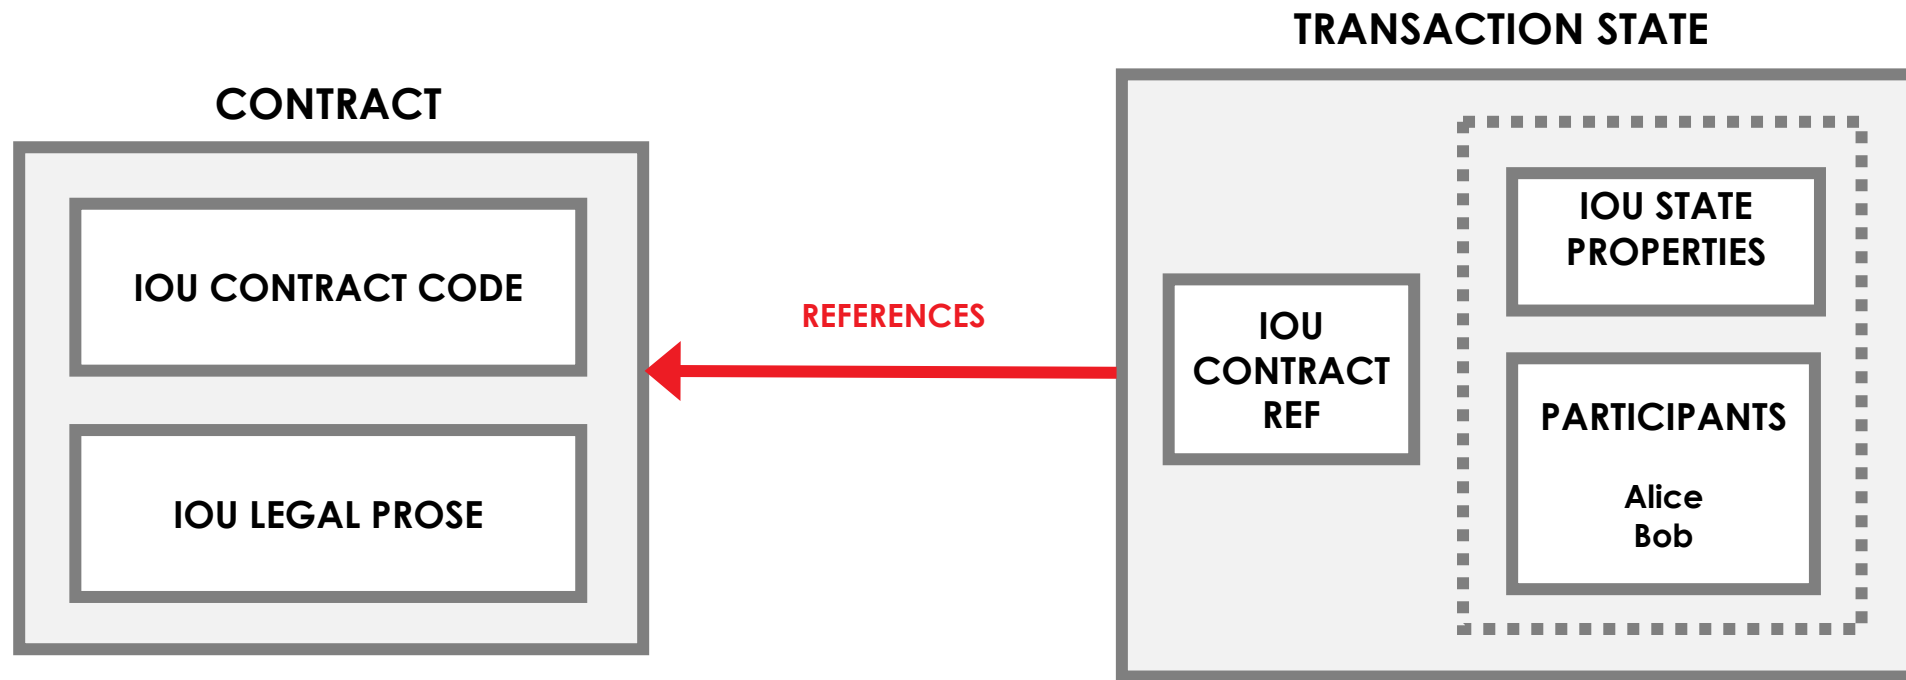 TRANSACTION STATE
CONTRACT
IOU CONTRACT CODE
IOU LEGAL PROSE
REFERENCES
IOU
CONTRACT
REF
IOU STATE
PROPERTIES
PARTICIPANTS
Alice
Bob